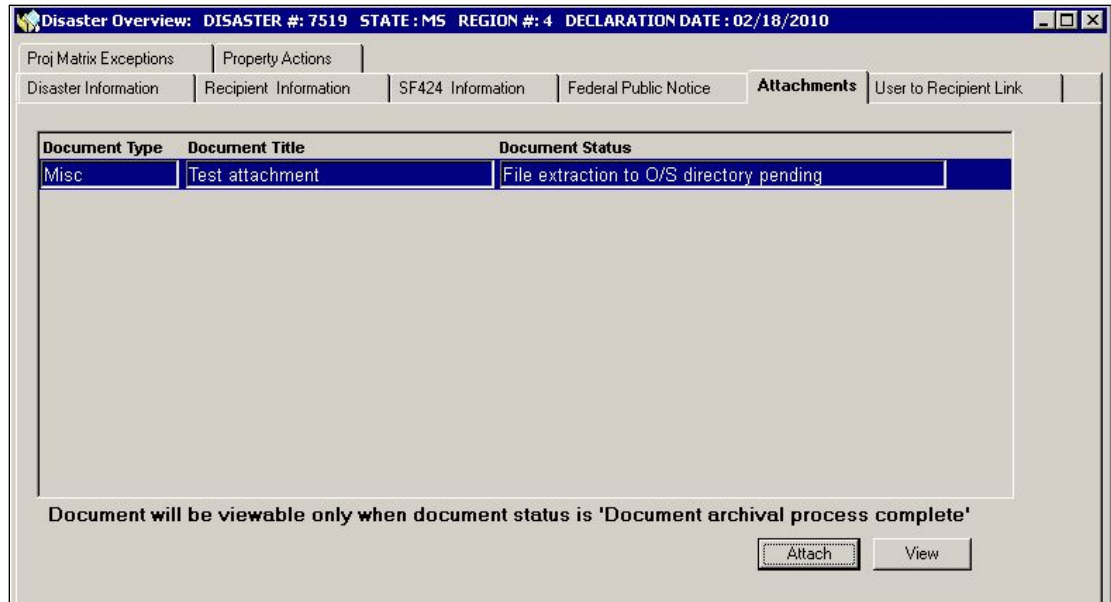 Disaster Overview: DISASTER #: 7519 STATE : MS REGION #: 4 DECLARATION DATE : 02/18/2010
Proj Matrix Exceptions Property Actions
Disaster Information Recipient Information SF424 Information Federal Public Notice Attachments User to Recipient Link
Document Type Document Title Document Status
Misc Test attachment File extraction to O/S directory pending
Document will be viewable only when document status is 'Document archival process complete'
Attach View